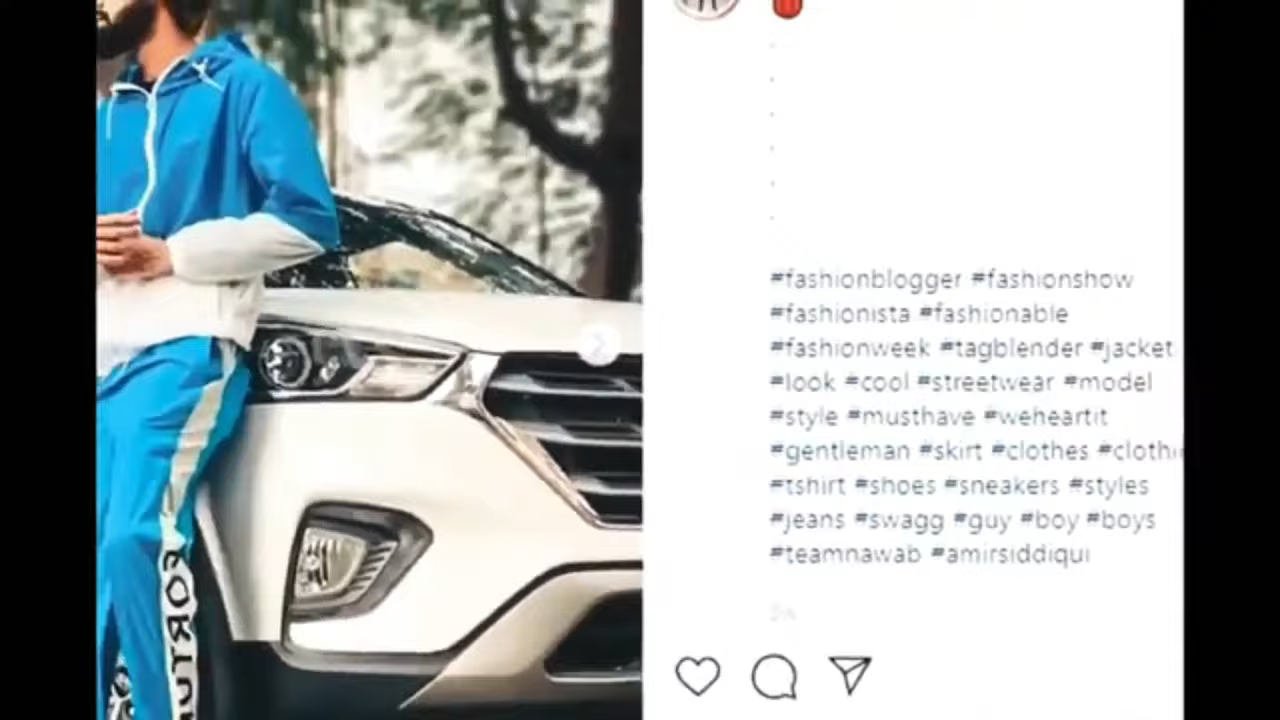 #fashionblogger #fashionshow
#fashionista #fashionable
#fashionweek #tagblender #jacket
#look #cool #streetwear #model
#style #musthave #weheartit
#gentleman #skirt #clothes
#tshirt #shoes #sneakers #styles
#jeans #swagg #guy #boy #boys
#teamnawab #amirsiddiqui